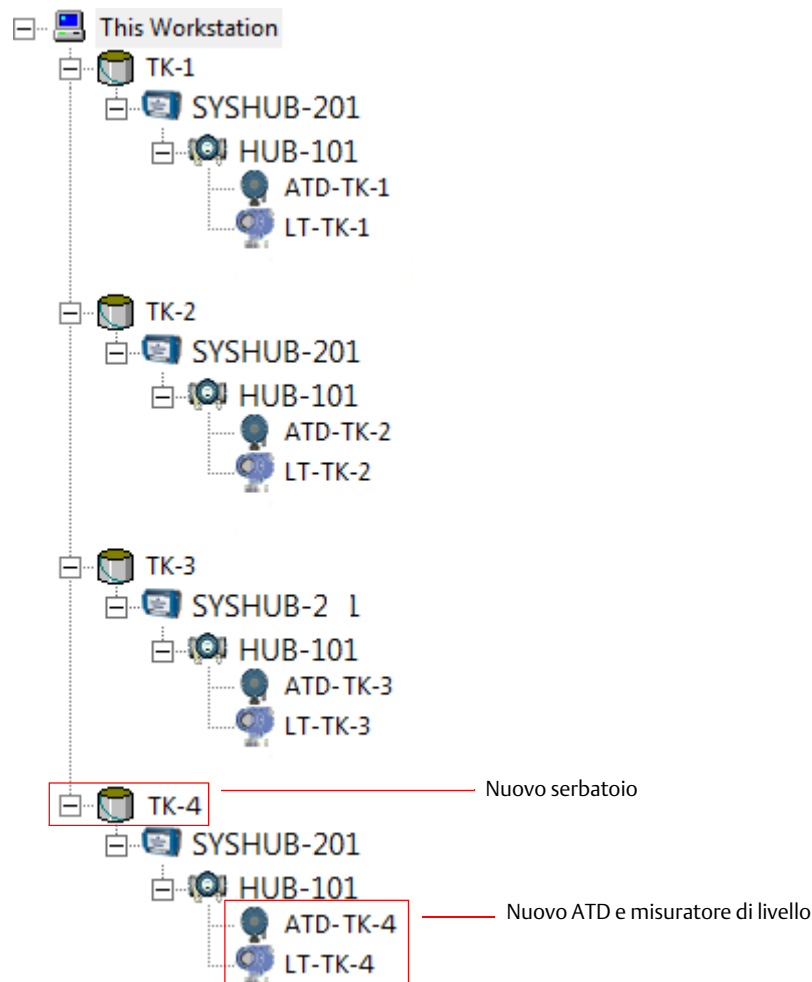 This Workstation
TK-1
SYSHUB-201
HUB-101
ATD-TK-1
LT-TK-1
TK-2
SYSHUB-201
HUB-101
ATD-TK-2
LT-TK-2
TK-3
SYSHUB-2 1
HUB-101
ATD-TK-3
LT-TK-3
TK-4
Nuovo serbatoio
SYSHUB-201
HUB-101
ATD-TK-4
Nuovo ATD e misuratore di livello
LT-TK-4